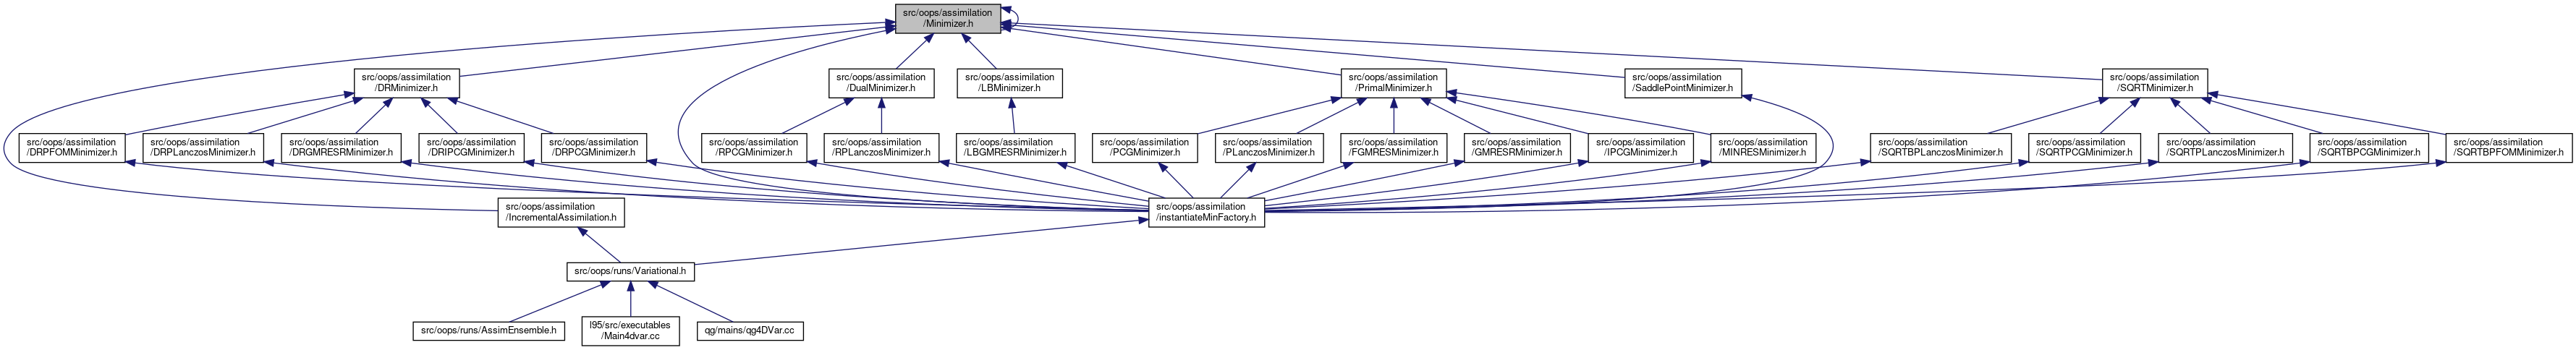 src/oops/assimilation
/Minimizer.h
src/oops/assimilation
/DRMinimizer.h
src/oops/assimilation
/DualMinimizer.h
src/oops/assimilation
/LBMinimizer.h
src/oops/assimilation
/PrimalMinimizer.h
src/oops/assimilation
/SaddlePointMinimizer.h
src/oops/assimilation
/SQRTMinimizer.h
src/oops/assimilation
/DRPFOMMinimizer.h
src/oops/assimilation
/DRPLanczosMinimizer.h
src/oops/assimilation
/DRGMRESRMinimizer.h
src/oops/assimilation
/DRIPCGMinimizer.h
src/oops/assimilation
/DRPCGMinimizer.h
src/oops/assimilation
/RPCGMinimizer.h
src/oops/assimilation
/RPLanczosMinimizer.h
src/oops/assimilation
/LBGMRESRMinimizer.h
src/oops/assimilation
/PCGMinimizer.h
src/oops/assimilation
/PLanczosMinimizer.h
src/oops/assimilation
/FGMRESMinimizer.h
src/oops/assimilation
/GMRESRMinimizer.h
src/oops/assimilation
/IPCGMinimizer.h
src/oops/assimilation
/MINRESMinimizer.h
src/oops/assimilation
/SQRTBPLanczosMinimizer.h
src/oops/assimilation
/SQRTPCGMinimizer.h
src/oops/assimilation
/SQRTPLanczosMinimizer.h
src/oops/assimilation
/SQRTBPCGMinimizer.h
src/oops/assimilation
/SQRTBPFOMMinimizer.h
src/oops/assimilation
/IncrementalAssimilation.h
src/oops/assimilation
/instantiateMinFactory.h
src/oops/runs/Variational.h
src/oops/runs/AssimEnsemble.h
l95/src/executables
/Main4dvar.cc
qg/mains/qg4DVar.cc